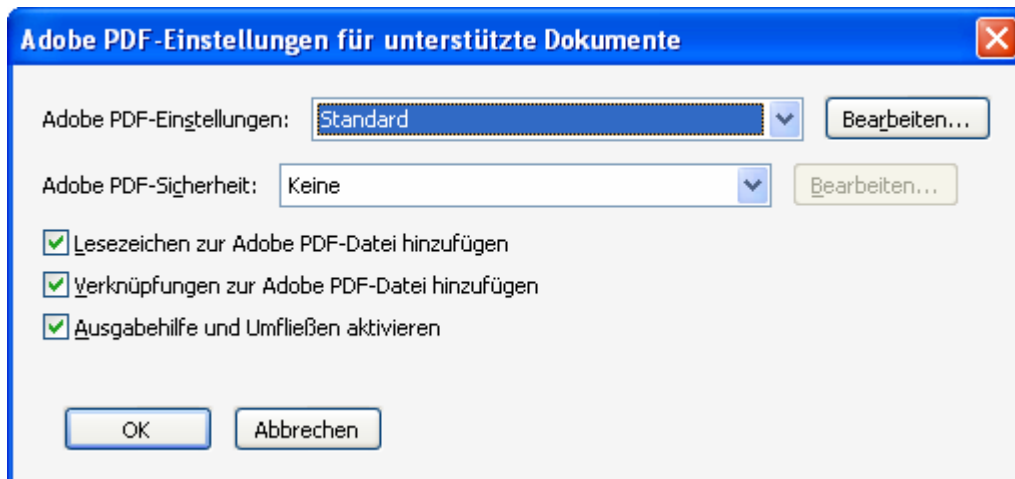 Adobe PDF-Einstellungen für unterstützte Dokumente
Adobe PDF-Einstellungen: Standard Bearbeiten...
Adobe PDF-Sicherheit: Keine Bearbeiten...
Lesezeichen zur Adobe PDF-Datei hinzufügen
Verknüpfungen zur Adobe PDF-Datei hinzufügen
Ausgabehilfe und Umfließen aktivieren
OK Abbrechen